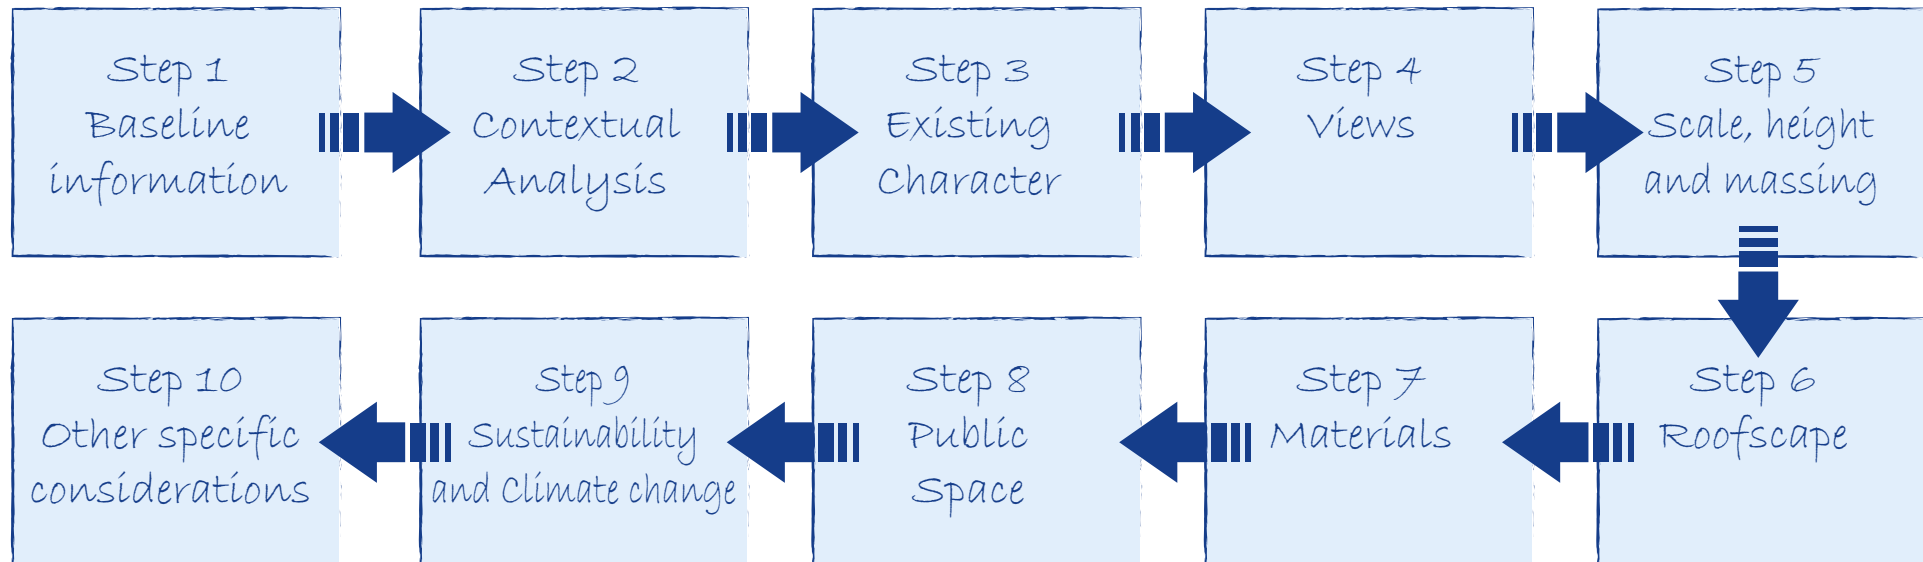 Step 1
Baseline
information
Step 2
Contextual
Analysis
Step 3
Existing
Character
Step 4
Views
Step 5
Scale, height
and massing
Step 6
Roofscape
Step 7
Materials
Step 8
Public
Space
Step 9
Sustainability
and Climate change
Step 10
Other specific
considerations